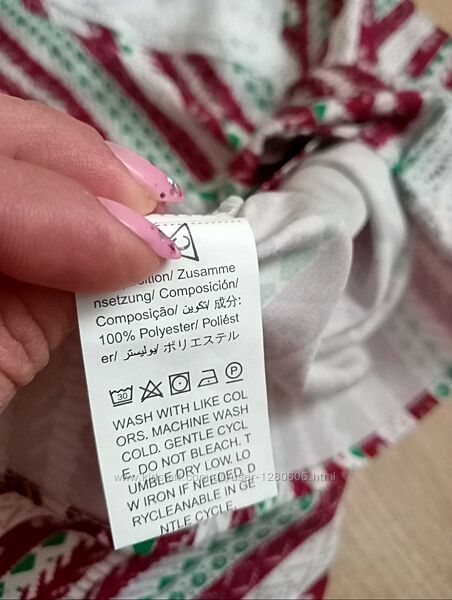 C
osition/ Zusamme
nsetzung/ Composición/
Composição/ تكوين/ 成分:
100% Polyester/ Poliést
er/ بوليستر/ ポリエステル
30 P
WASH WITH LIKE COL
ORS. MACHINE WASH
COLD. GENTLE CYCL
E. DO NOT BLEACH. T
UMBLE DRY LOW. LO
W IRON IF NEEDED. D
RYCLEANABLE IN GE
NTLE CYCLE.